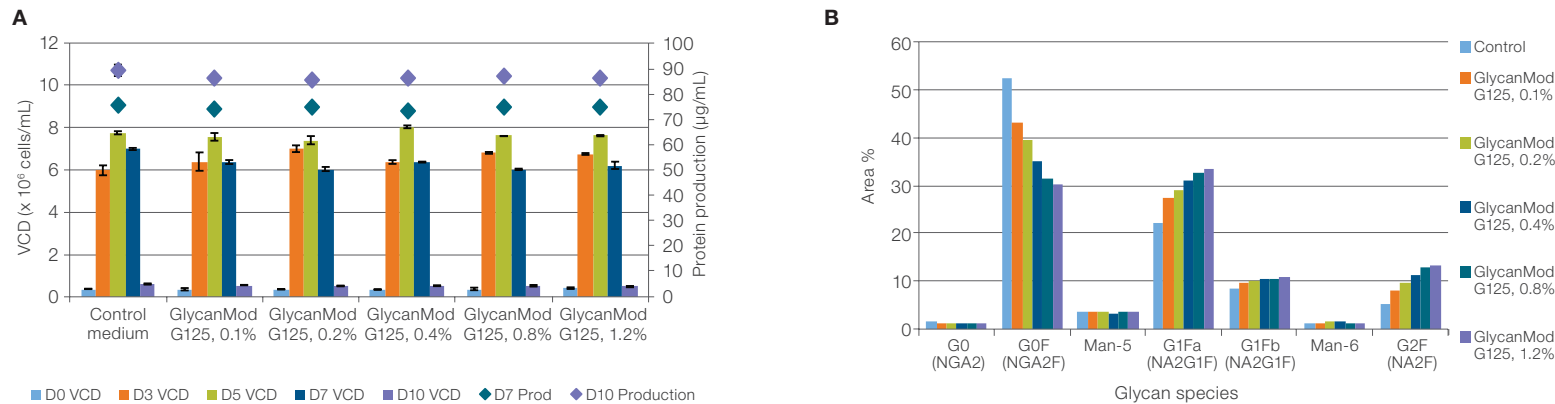 A
12
10
8
6
4
2
0
VCD (x 10⁶ cells/mL)
100
90
80
70
60
50
40
30
20
10
0
Protein production (µg/mL)
Control
medium
GlycanMod
G125, 0.1%
GlycanMod
G125, 0.2%
GlycanMod
G125, 0.4%
GlycanMod
G125, 0.8%
GlycanMod
G125, 1.2%
D0 VCD
D3 VCD
D5 VCD
D7 VCD
D10 VCD
D7 Prod
D10 Production
B
60
50
40
30
20
10
0
Area %
G0
(NGA2)
G0F
(NGA2F)
Man-5
G1Fa
(NA2G1F)
G1Fb
(NA2G1F)
Man-6
G2F
(NA2F)
Glycan species
Control
GlycanMod
G125, 0.1%
GlycanMod
G125, 0.2%
GlycanMod
G125, 0.4%
GlycanMod
G125, 0.8%
GlycanMod
G125, 1.2%